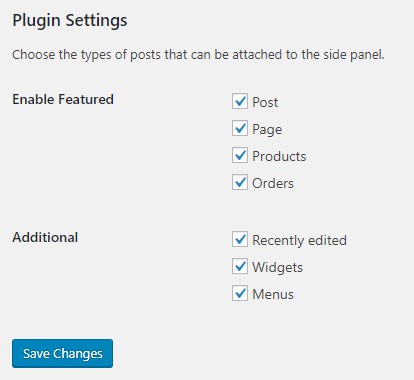 Plugin Settings
Choose the types of posts that can be attached to the side panel.
Enable Featured
Post
Page
Products
Orders
Additional
Recently edited
Widgets
Menus
Save Changes